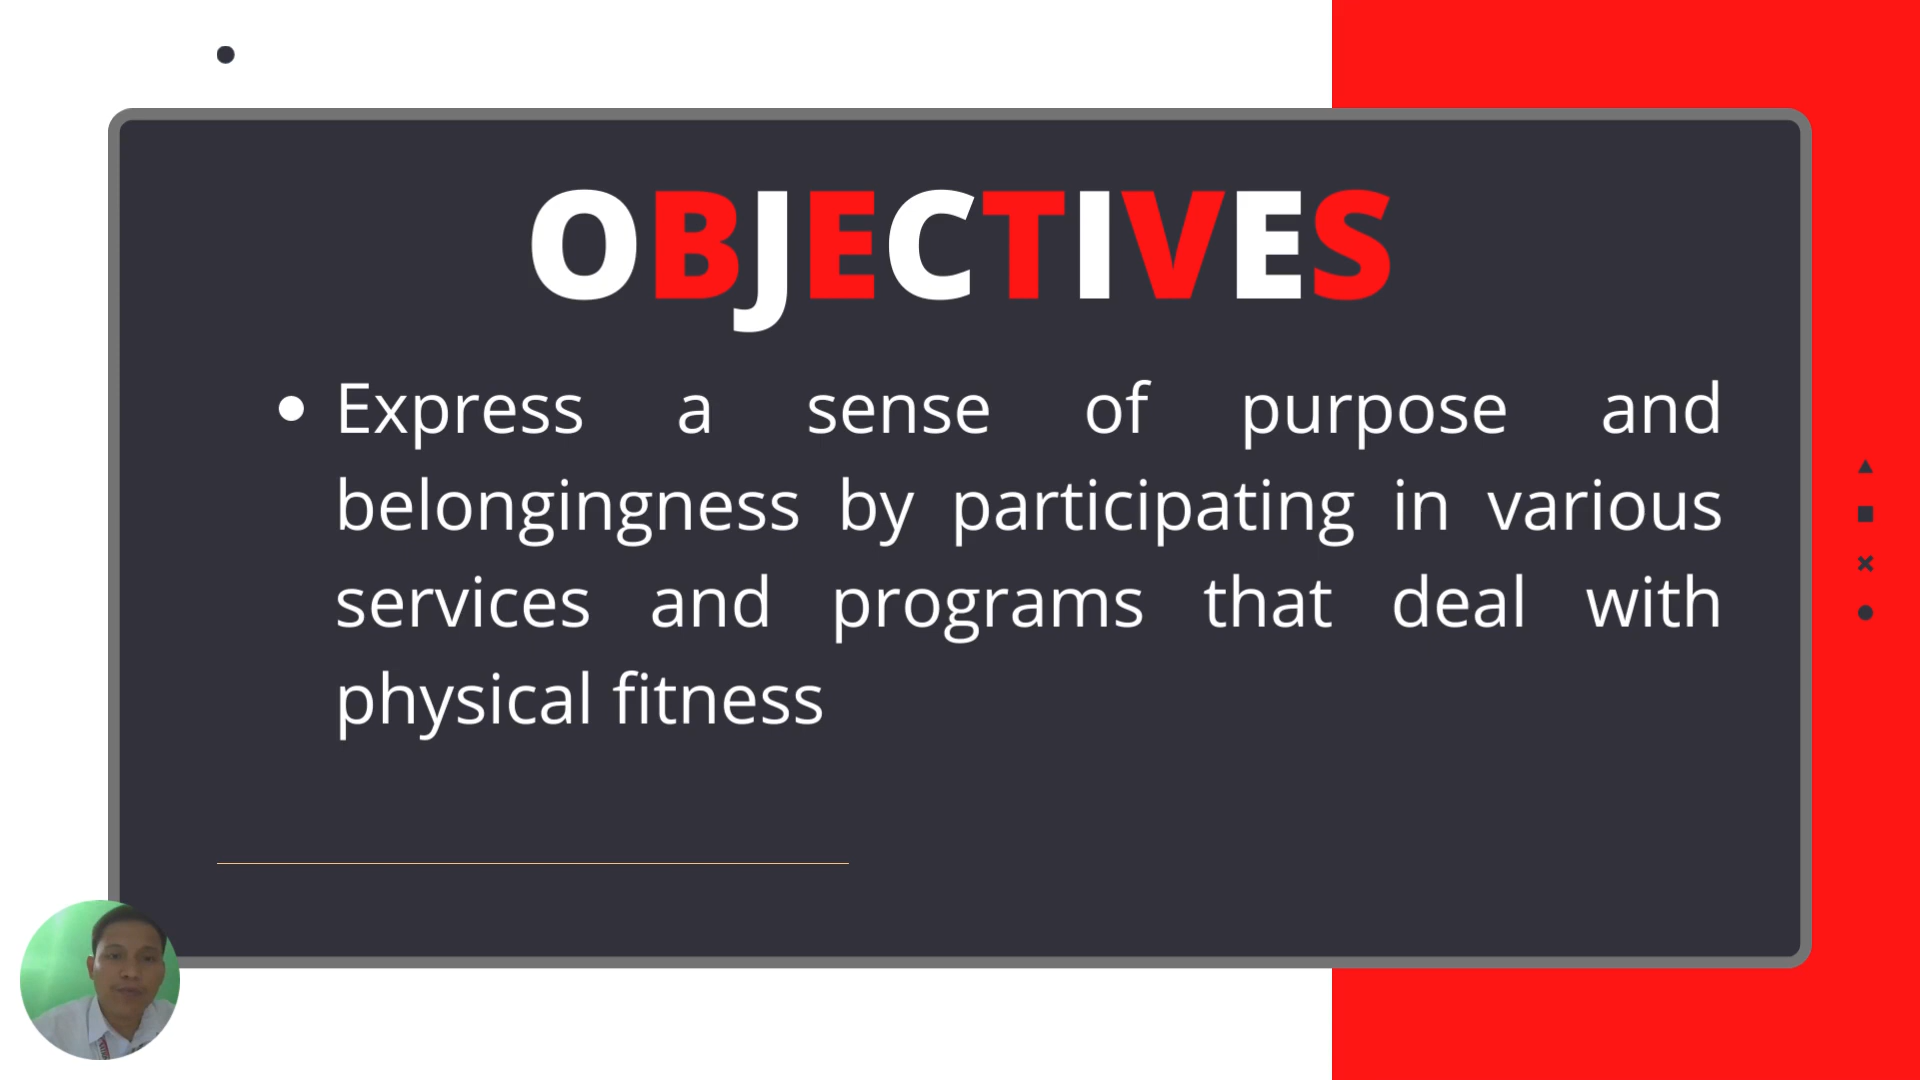 OBJECTIVES
• Express a sense of purpose and
belongingness by participating in various
services and programs that deal with
physical fitness